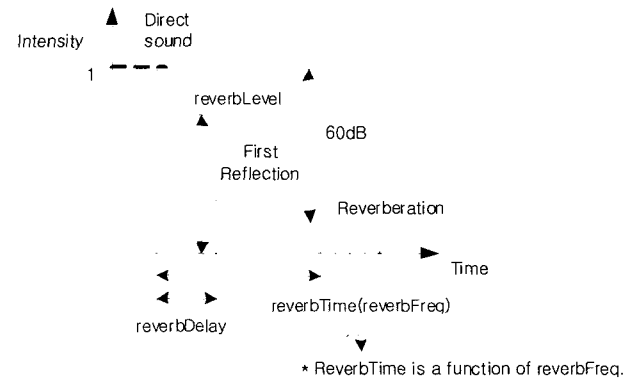 Direct
sound
Intensity
1
reverbLevel
60dB
First
Reflection
Reverberation
Time
reverbTime(reverbFreq)
reverbDelay
* ReverbTime is a function of reverbFreq.